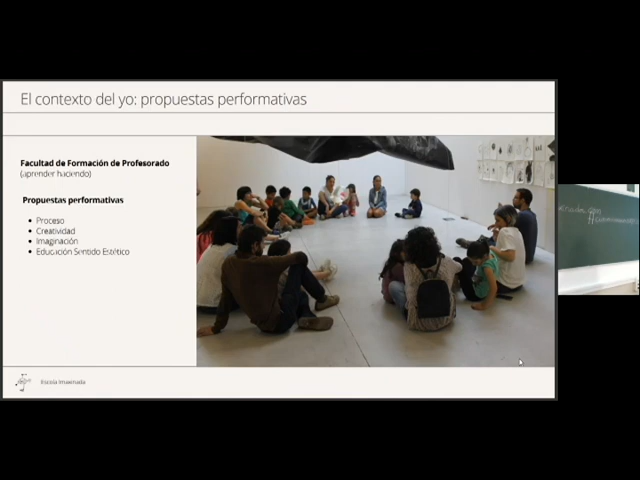 El contexto del yo: propuestas performativas
Facultad de Formación de Profesorado
(aprender haciendo)
Propuestas performativas
Proceso
Creatividad
Imaginación
Educación Sentido Estético
Escola Imaxinada